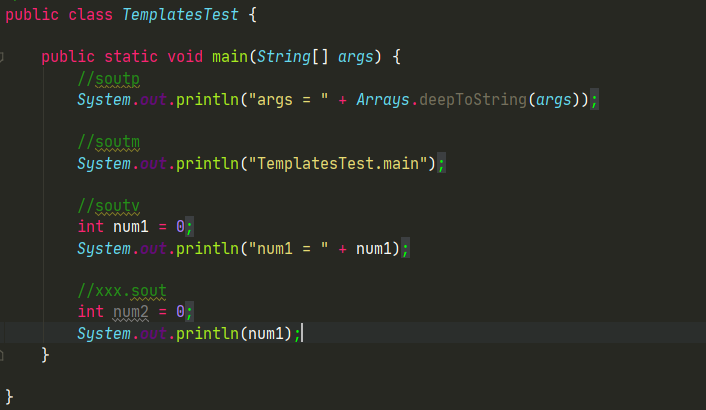 public class TemplatesTest {
public static void main(String[] args) {
//soutp
System.out.println("args = " + Arrays.deepToString(args));
//soutm
System.out.println("TemplatesTest.main");
//soutv
int num1 = 0;
System.out.println("num1 = " + num1);
//xxx.sout
int num2 = 0;
System.out.println(num1);
}
}